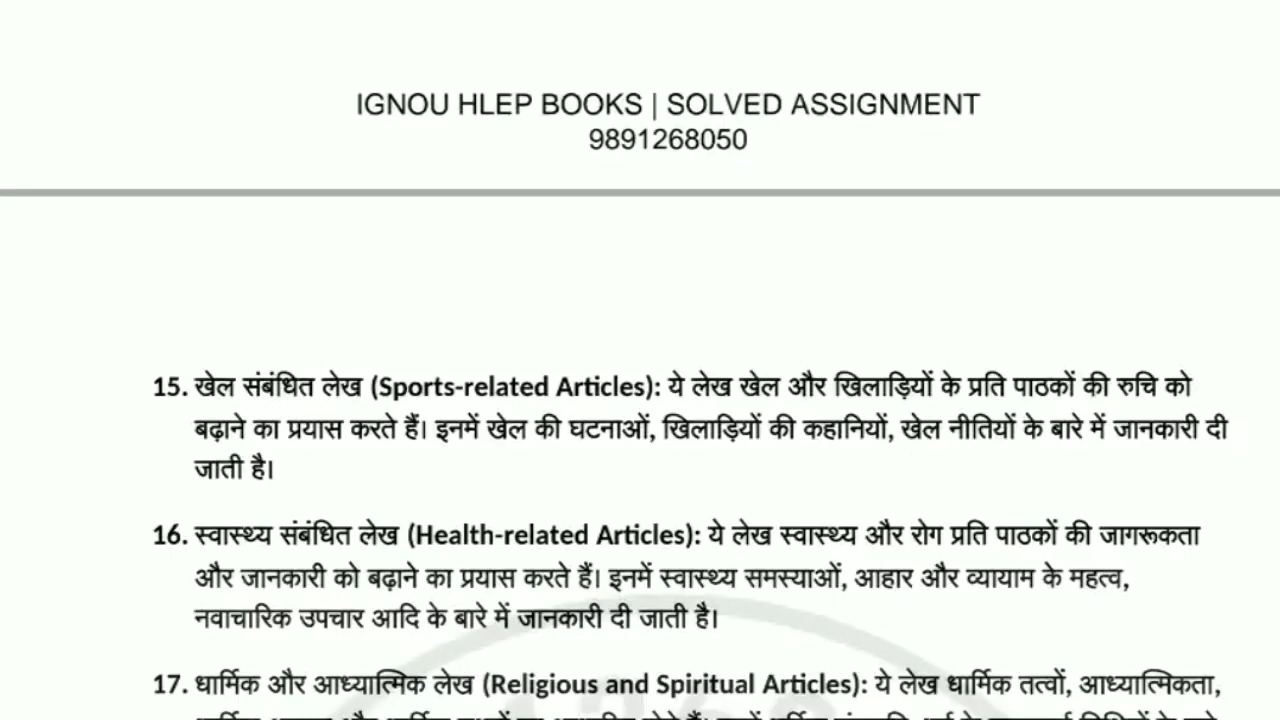 IGNOU HLEP BOOKS | SOLVED ASSIGNMENT
9891268050
15. खेल संबंधित लेख (Sports-related Articles): ये लेख खेल और खिलाड़ियों के प्रति पाठकों की रुचि को
बढ़ाने का प्रयास करते हैं। इनमें खेल की घटनाओं, खिलाड़ियों की कहानियों, खेल नीतियों के बारे में जानकारी दी
जाती है।
16. स्वास्थ्य संबंधित लेख (Health-related Articles): ये लेख स्वास्थ्य और रोग प्रति पाठकों की जागरूकता
और जानकारी को बढ़ाने का प्रयास करते हैं। इनमें स्वास्थ्य समस्याओं, आहार और व्यायाम के महत्व,
नवाचारिक उपचार आदि के बारे में जानकारी दी जाती है।
17. धार्मिक और आध्यात्मिक लेख (Religious and Spiritual Articles): ये लेख धार्मिक तत्वों, आध्यात्मिकता,